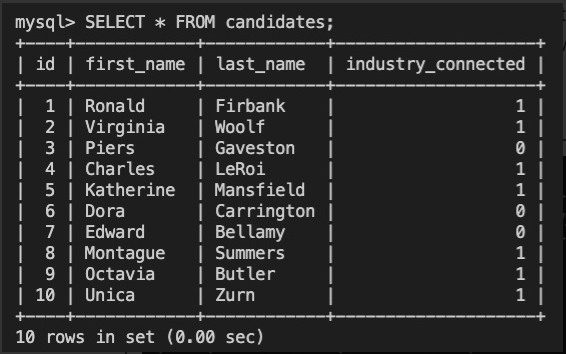 mysql> SELECT * FROM candidates;
+----+------------+------------+--------------------+
| id | first_name | last_name | industry_connected |
+----+------------+------------+--------------------+
| 1 | Ronald | Firbank | 1 |
| 2 | Virginia | Woolf | 1 |
| 3 | Piers | Gaveston | 0 |
| 4 | Charles | LeRoi | 1 |
| 5 | Katherine | Mansfield | 1 |
| 6 | Dora | Carrington | 0 |
| 7 | Edward | Bellamy | 0 |
| 8 | Montague | Summers | 1 |
| 9 | Octavia | Butler | 1 |
| 10 | Unica | Zurn | 1 |
+----+------------+------------+--------------------+
10 rows in set (0.00 sec)